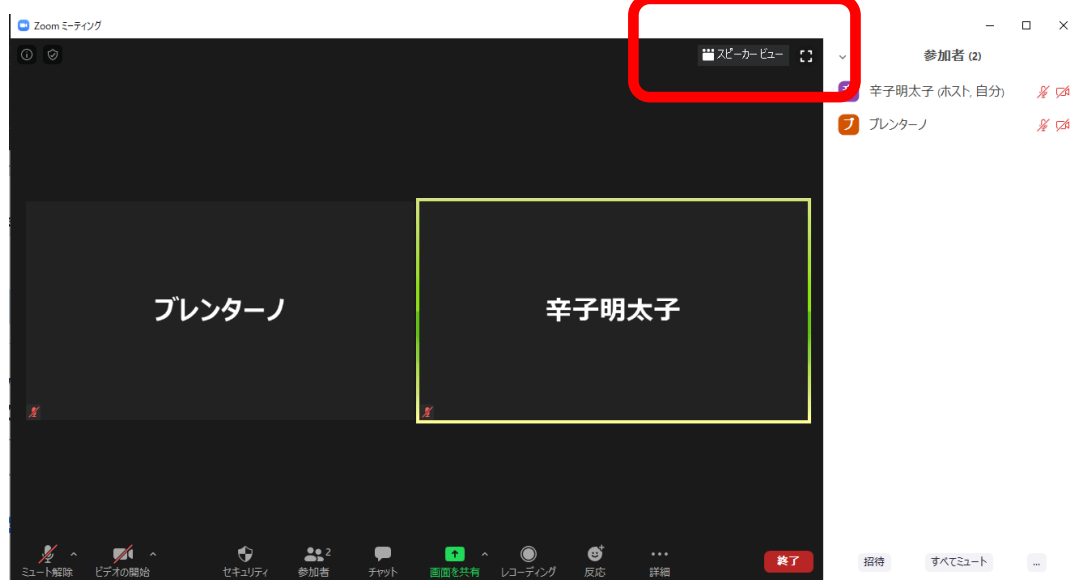 Zoom ミーティング
スピーカー ビュー
参加者 (2)
辛子明太子 (ホスト, 自分)
ブ ブレンターノ
ブレンターノ
辛子明太子
ミュート解除
ビデオの開始
セキュリティ
参加者
2
チャット
画面を共有
レコーディング
反応
詳細
終了
招待
すべてミュート
...